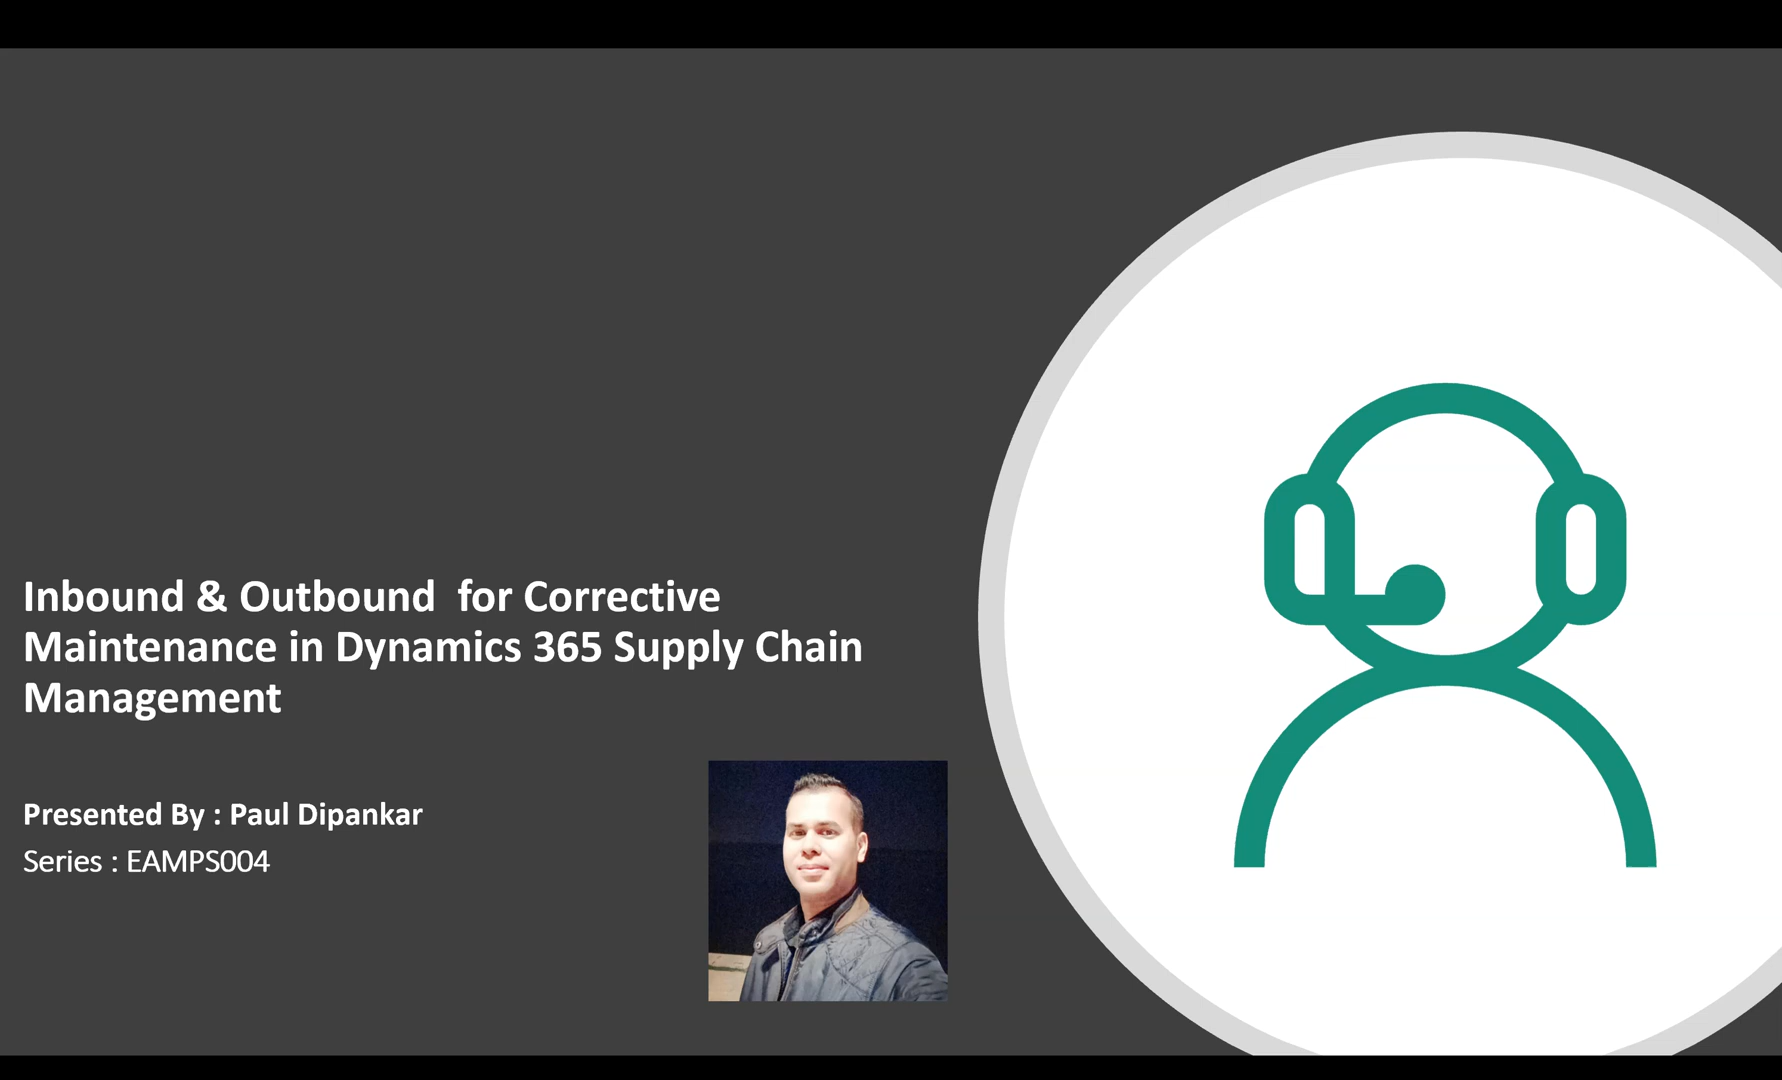 Inbound & Outbound  for Corrective
Maintenance in Dynamics 365 Supply Chain
Management
Presented By : Paul Dipankar
Series : EAMPS004